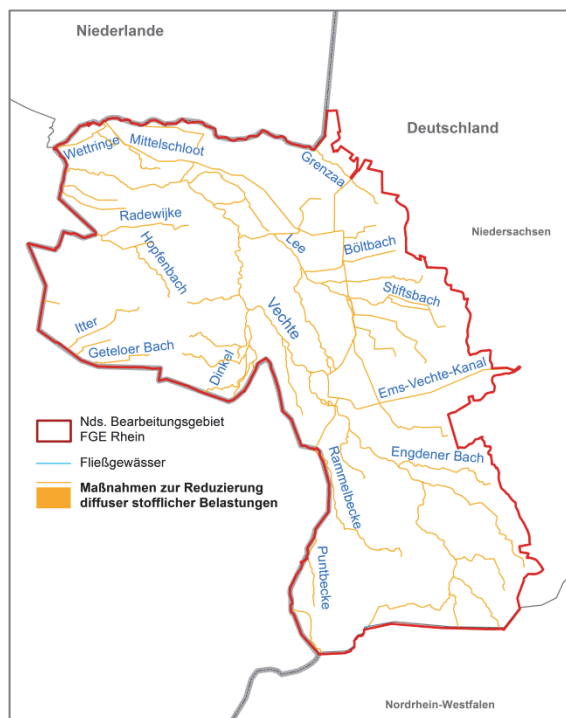 Niederlande
Deutschland
Wettringe
Mittelschloot
Grenzaa
Radewijke
Niedersachsen
Lee
Böltbach
Hopfenbach
Stiftsbach
Vechte
Itter
Geteloer Bach
Dinkel
Ems-Vechte-Kanal
Nds. Bearbeitungsgebiet
FGE Rhein
Engdener Bach
Fließgewässer
Rammelbecke
Maßnahmen zur Reduzierung
diffuser stofflicher Belastungen
Puntbecke
Nordrhein-Westfalen